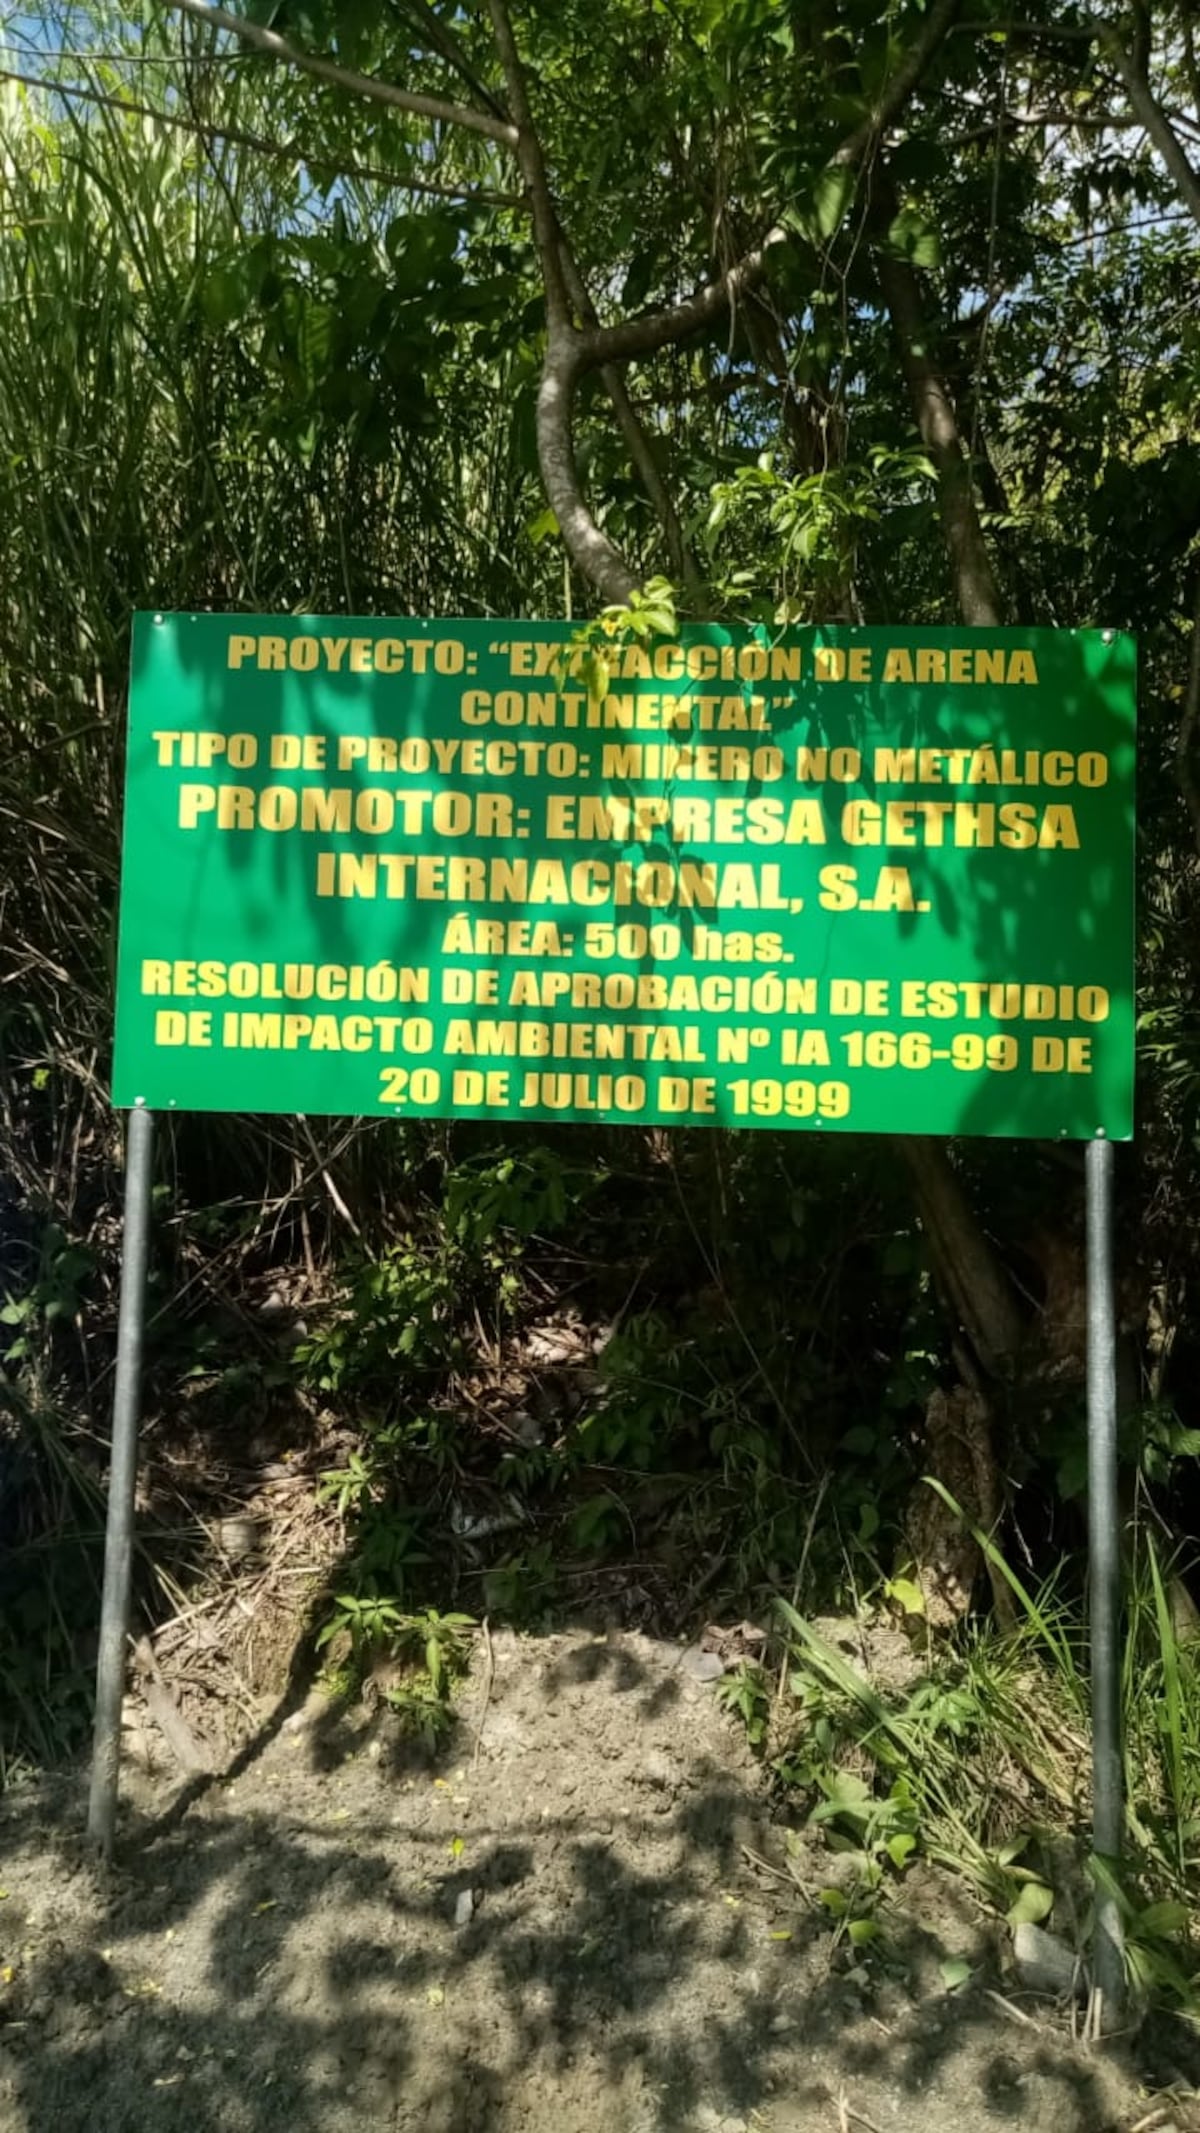 PROYECTO: “EXTRACCIÓN DE ARENA
CONTINENTAL”
TIPO DE PROYECTO: MINERO NO METÁLICO
PROMOTOR: EMPRESA GETHSA
INTERNACIONAL, S.A.
ÁREA: 500 has.
RESOLUCIÓN DE APROBACIÓN DE ESTUDIO
DE IMPACTO AMBIENTAL Nº IA 166-99 DE
20 DE JULIO DE 1999